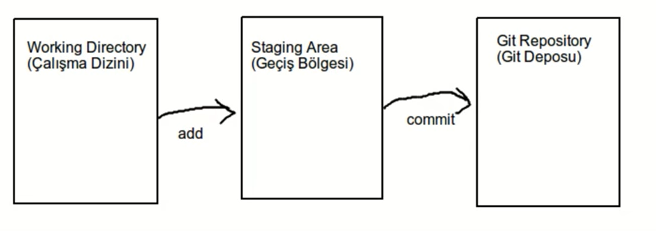 Working Directory
(Çalışma Dizini)
add
Staging Area
(Geçiş Bölgesi)
commit
Git Repository
(Git Deposu)